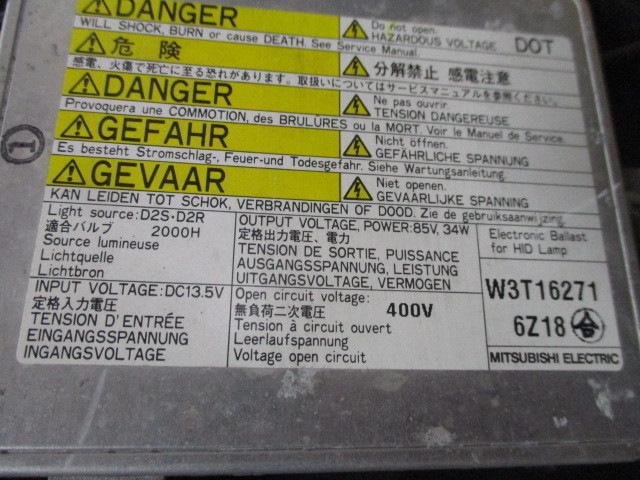 DANGER
WILL SHOCK, BURN or cause DEATH. See Service Manual.
Do not open.
HAZARDOUS VOLTAGE
DOT
危険
感電、火傷で死亡に至る恐れがあります。取扱いについてはサービスマニュアルを参照ください。
分解禁止 感電注意
DANGER
Provoquera une COMMOTION, des BRULURES ou la MORT. Voir le Manuel de Service.
Ne pas ouvrir.
TENSION DANGEREUSE
GEFAHR
Es besteht Stromschlag-, Feuer-und Todesgefahr. Siehe Wartungsanleitung.
Nicht öffnen.
GEFÄHRLICHE SPANNUNG
GEVAAR
KAN LEIDEN TOT SCHOK, VERBRANDINGEN OF DOOD. Zie de gebruiksaanwijzing.
Niet openen.
GEVAARLIJKE SPANNING
Light source:D2S·D2R
適合バルブ 2000H
Source lumineuse
Lichtquelle
Lichtbron
OUTPUT VOLTAGE, POWER:85V, 34W
定格出力電圧、電力
TENSION DE SORTIE, PUISSANCE
AUSGANGSSPANNUNG, LEISTUNG
UITGANGSVOLTAGE, VERMOGEN
Electronic Ballast
for HID Lamp
INPUT VOLTAGE:DC13.5V
定格入力電圧
TENSION D'ENTRÉE
EINGANGSSPANNUNG
INGANGSVOLTAGE
Open circuit voltage:
無負荷二次電圧 400V
Tension à circuit ouvert
Leerlaufspannung
Voltage open circuit
W3T16271
6Z18
MITSUBISHI ELECTRIC